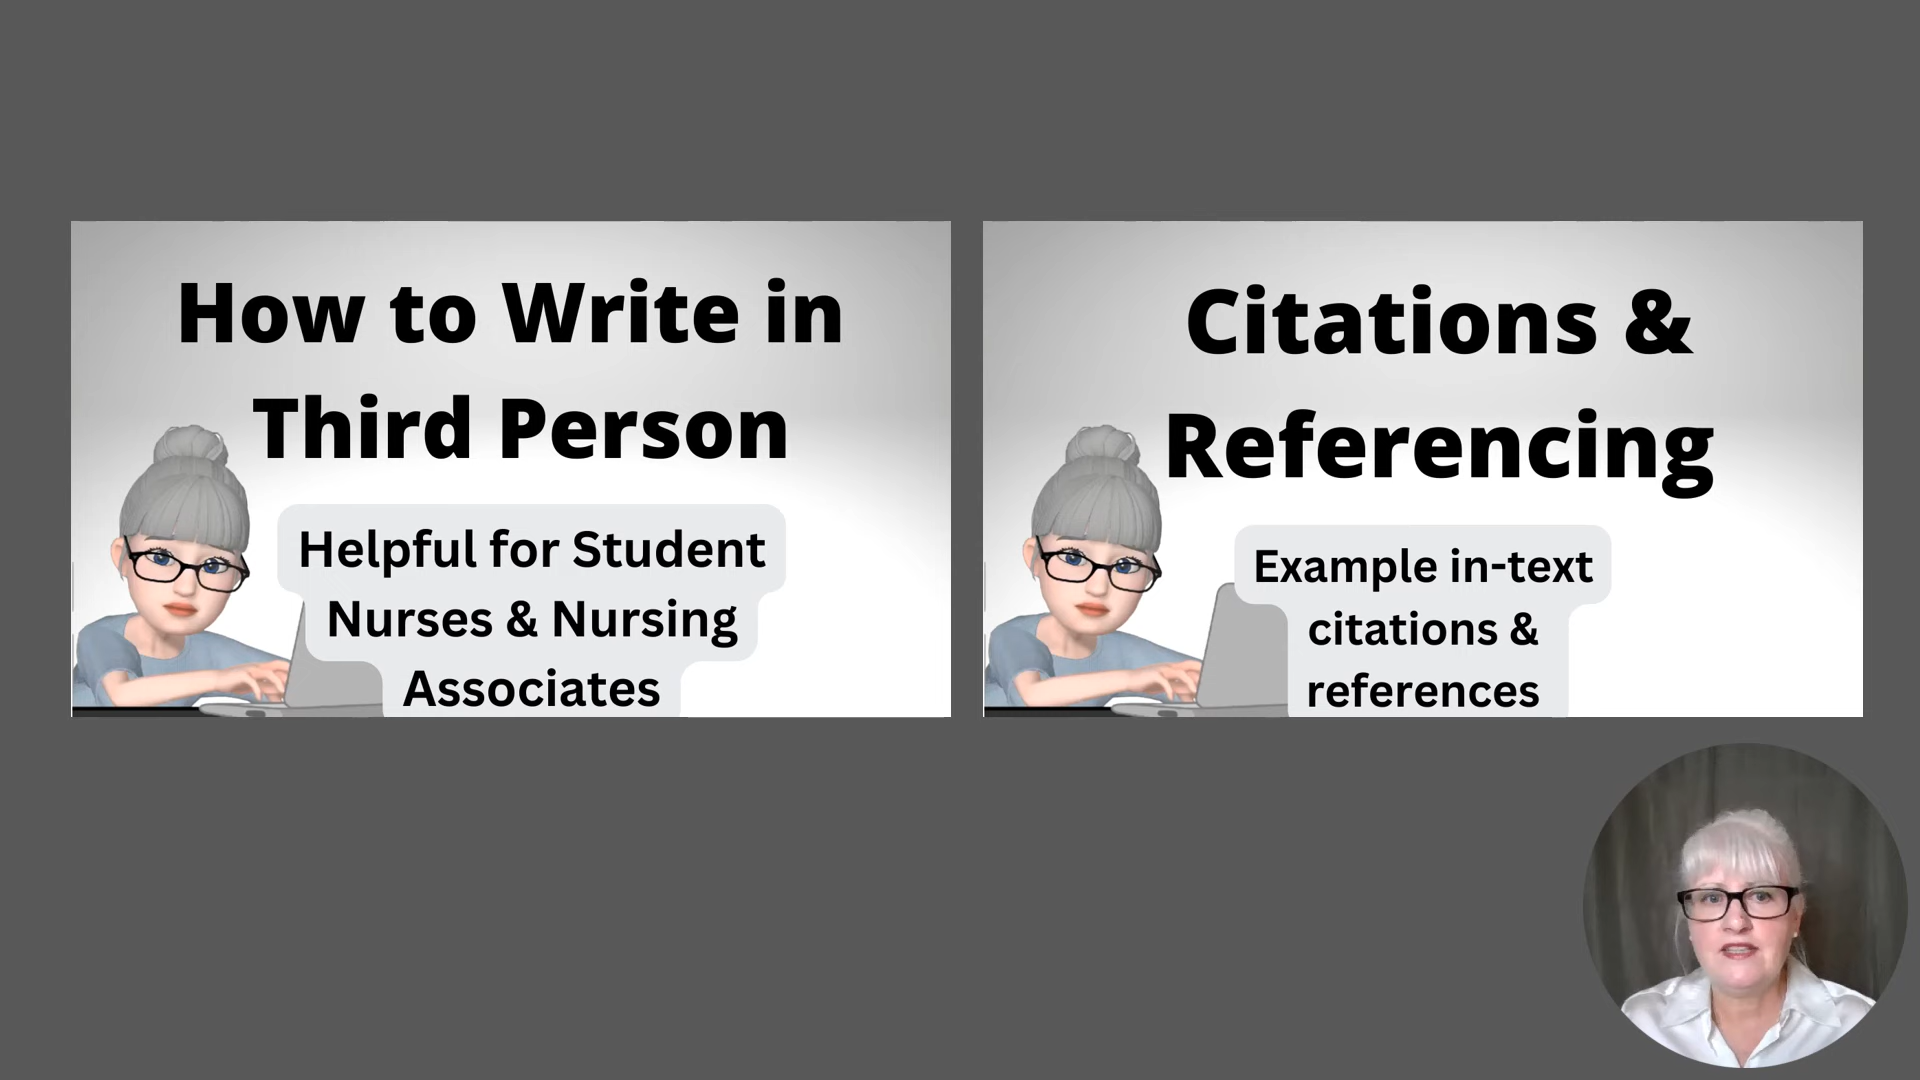 How to Write in
Third Person
Helpful for Student
Nurses & Nursing
Associates
Citations &
Referencing
Example in-text
citations &
references